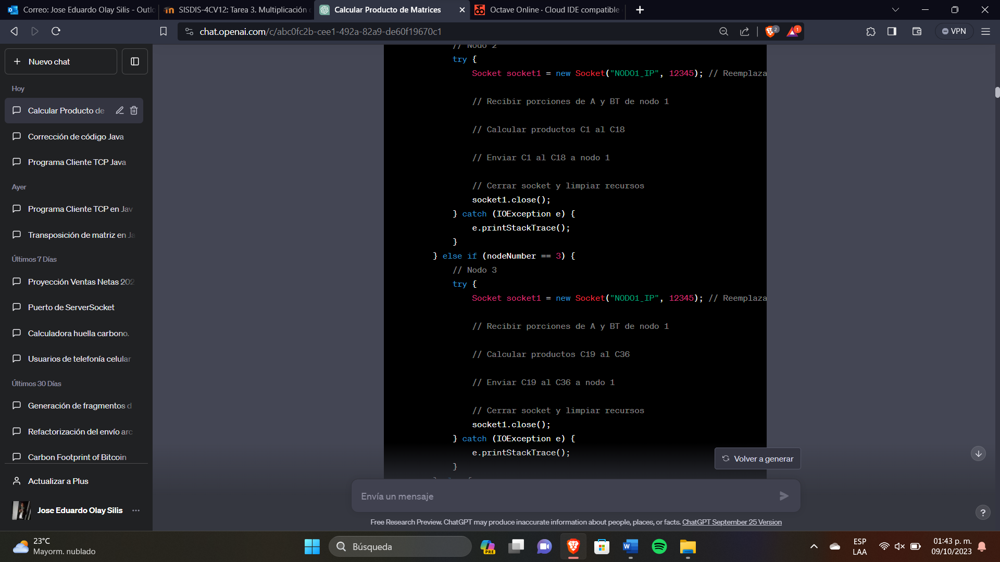 Correo: Jose Eduardo Olay Silis - Outlo
SISDIS-4CV12: Tarea 3. Multiplicación
Calcular Producto de Matrices
Octave Online · Cloud IDE compatible
chat.openai.com/c/abc0fc2b-cee1-492a-82a9-de60f19670c1
2
1
VPN
Nuevo chat
Hoy
Calcular Producto de
Corrección de código Java
Programa Cliente TCP Java
Ayer
Programa Cliente TCP en Jav
Transposición de matriz en Ja
Últimos 7 Días
Proyección Ventas Netas 202
Puerto de ServerSocket
Calculadora huella carbono.
Usuarios de telefonía celular
Últimos 30 Días
Generación de fragmentos d
Refactorización del envío arc
Carbon Footprint of Bitcoin
Actualizar a Plus
Jose Eduardo Olay Silis
// Nodo 2
try {
Socket socket1 = new Socket("NODO1_IP", 12345); // Reemplaza
// Recibir porciones de A y BT de nodo 1
// Calcular productos C1 al C18
// Enviar C1 al C18 a nodo 1
// Cerrar socket y limpiar recursos
socket1.close();
} catch (IOException e) {
e.printStackTrace();
}
} else if (nodeNumber == 3) {
// Nodo 3
try {
Socket socket1 = new Socket("NODO1_IP", 12345); // Reemplaza
// Recibir porciones de A y BT de nodo 1
// Calcular productos C19 al C36
// Enviar C19 al C36 a nodo 1
// Cerrar socket y limpiar recursos
socket1.close();
} catch (IOException e) {
e.printStackTrace();
}
Volver a generar
Envía un mensaje
Free Research Preview. ChatGPT may produce inaccurate information about people, places, or facts. ChatGPT September 25 Version
?
23°C
Mayorm. nublado
Búsqueda
PRE
ESP
LAA
01:43 p. m.
09/10/2023